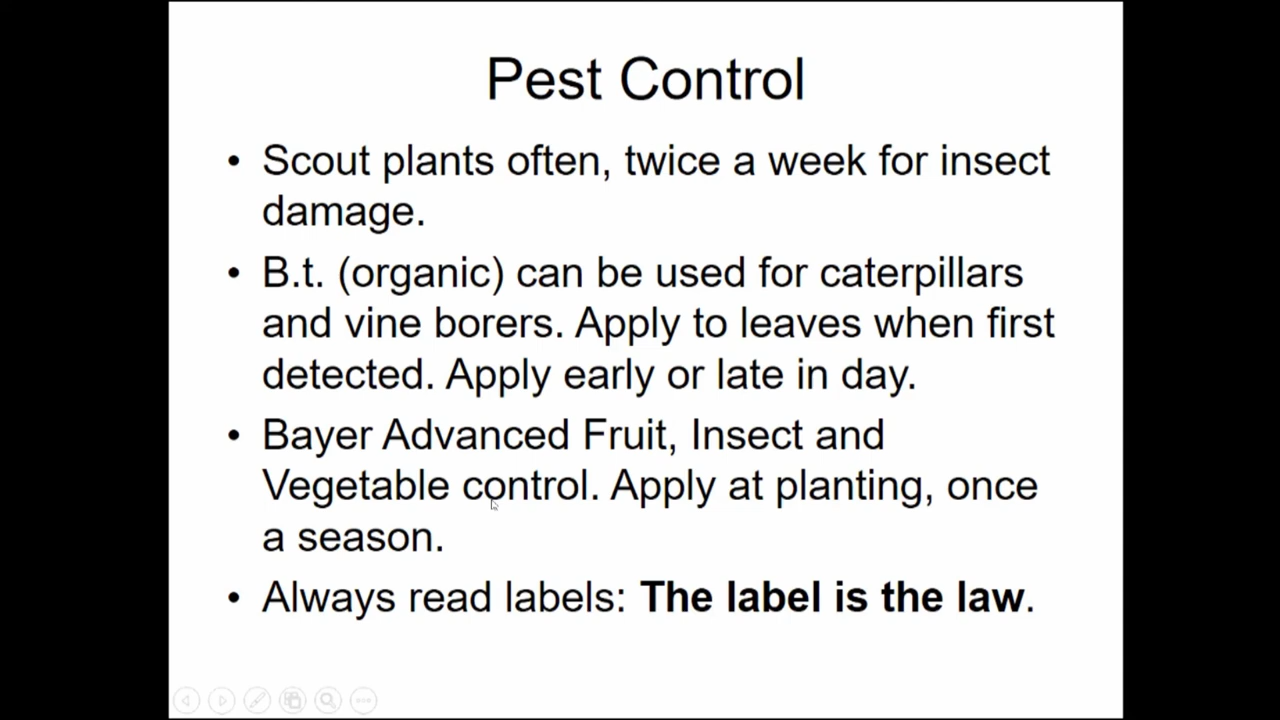 Pest Control
• Scout plants often, twice a week for insect
damage.
• B.t. (organic) can be used for caterpillars
and vine borers. Apply to leaves when first
detected. Apply early or late in day.
• Bayer Advanced Fruit, Insect and
Vegetable control. Apply at planting, once
a season.
• Always read labels: The label is the law.